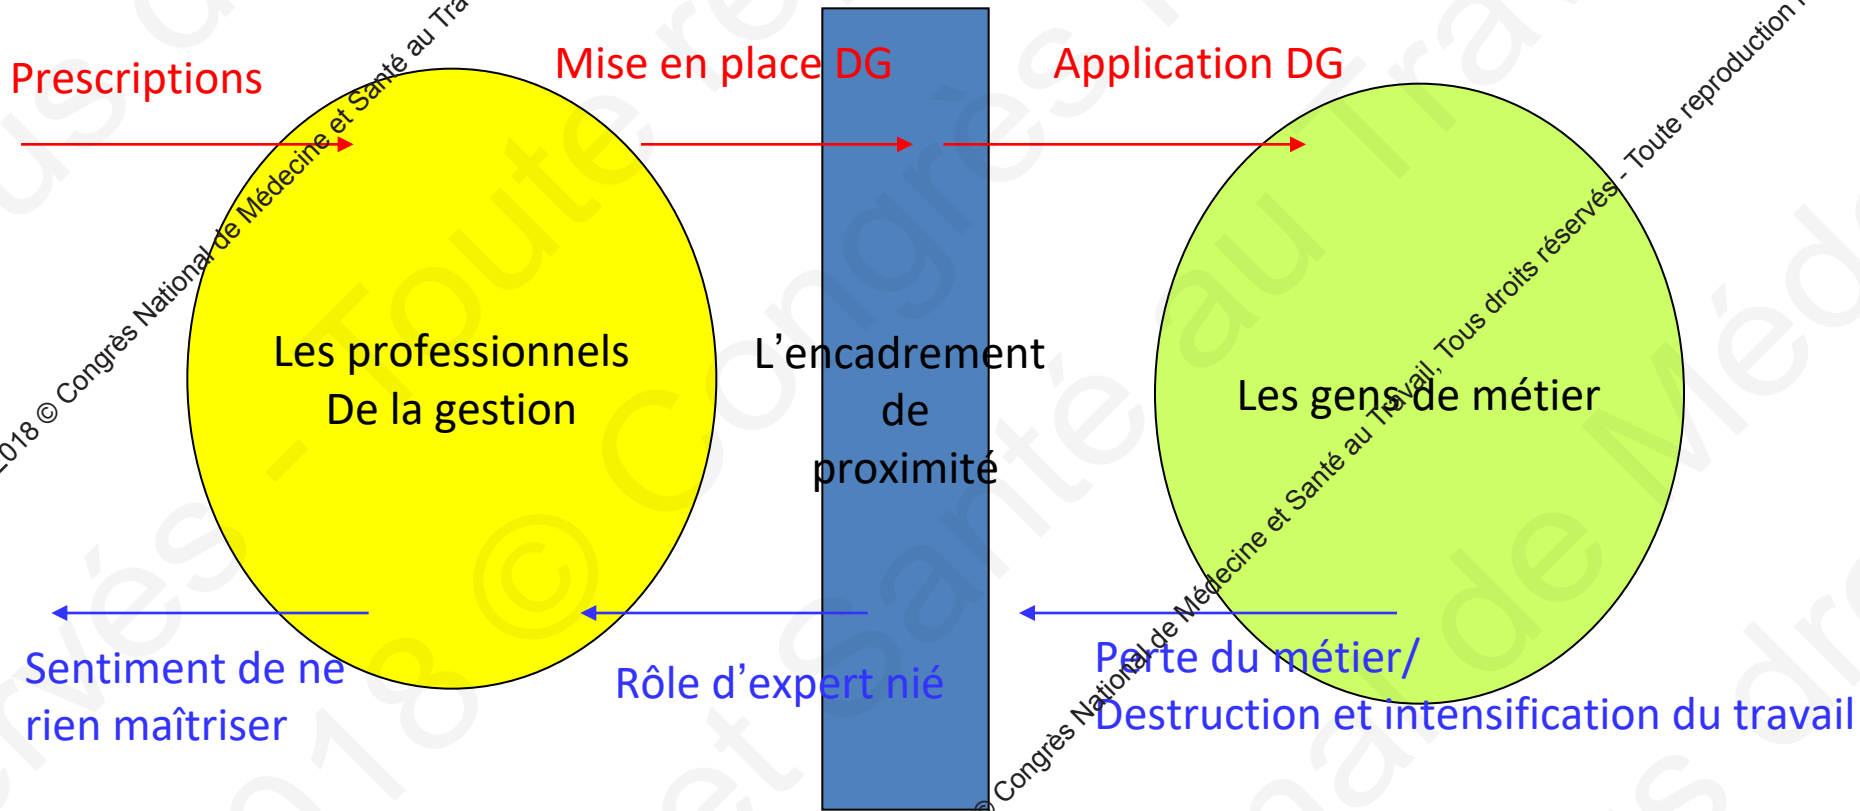 Prescriptions
Mise en place DG
Application DG
Les professionnels
De la gestion
L’encadrement
de
proximité
Les gens de métier
Sentiment de ne
rien maîtriser
Rôle d’expert nié
Perte du métier/
Destruction et intensification du travail
2018 © Congrès National de Médecine et Santé au
© Congrès National de Médecine et Santé au Travail, Tous droits réservés - Toute reproduction